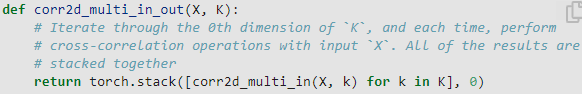 def corr2d_multi_in_out(X, K):
    # Iterate through the 0th dimension of `K`, and each time, perform
    # cross-correlation operations with input `X`. All of the results are
    # stacked together
    return torch.stack([corr2d_multi_in(X, k) for k in K], 0)